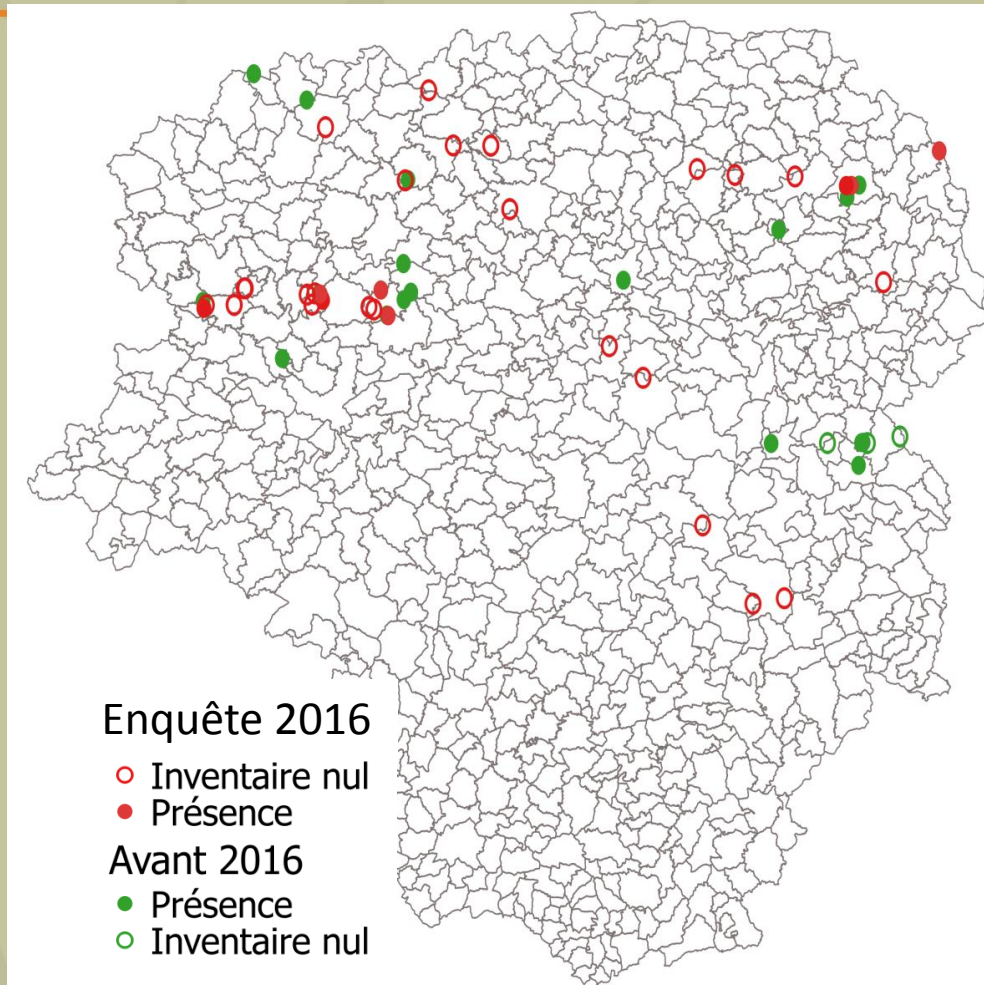 Enquête 2016
Inventaire nul
Présence
Avant 2016
Présence
Inventaire nul